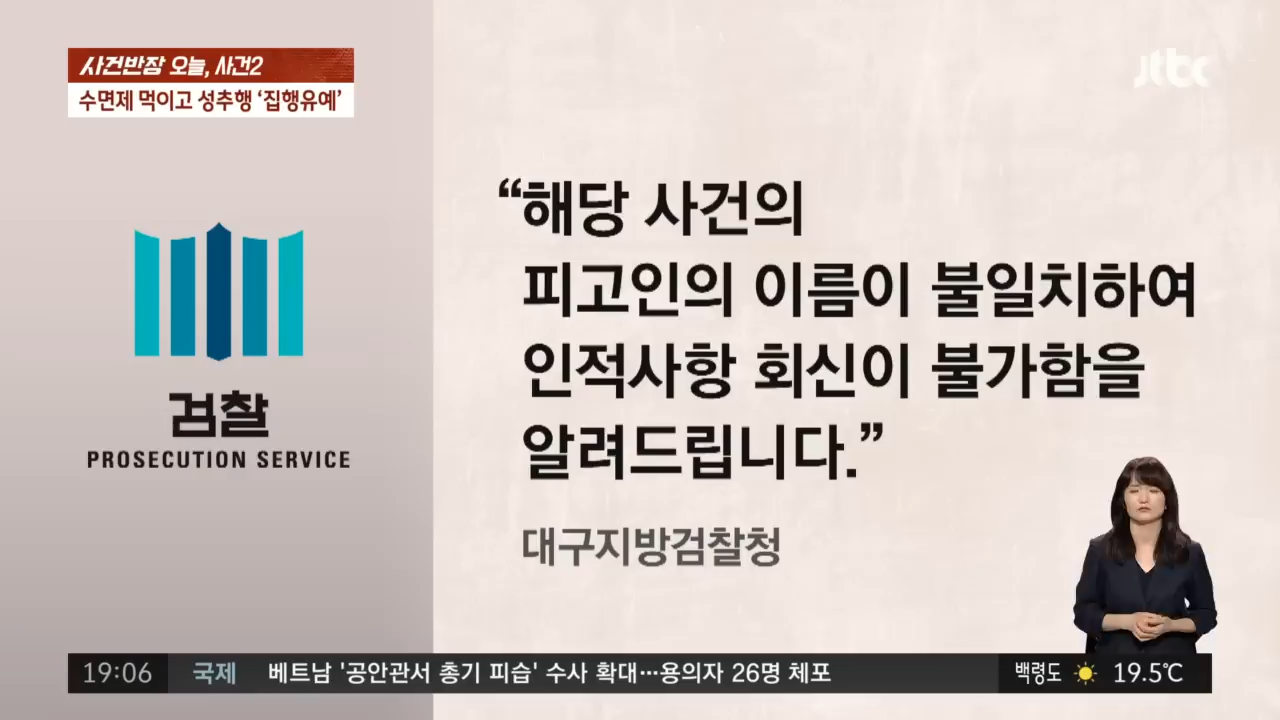 사건반장 오늘, 사건2
수면제 먹이고 성추행 ‘집행유예’
jtbc
“해당 사건의
피고인의 이름이 불일치하여
인적사항 회신이 불가함을
알려드립니다.”
대구지방검찰청
검찰
PROSECUTION SERVICE
19:06 국제 베트남 '공안관서 총기 피습' 수사 확대…용의자 26명 체포 백령도 19.5℃